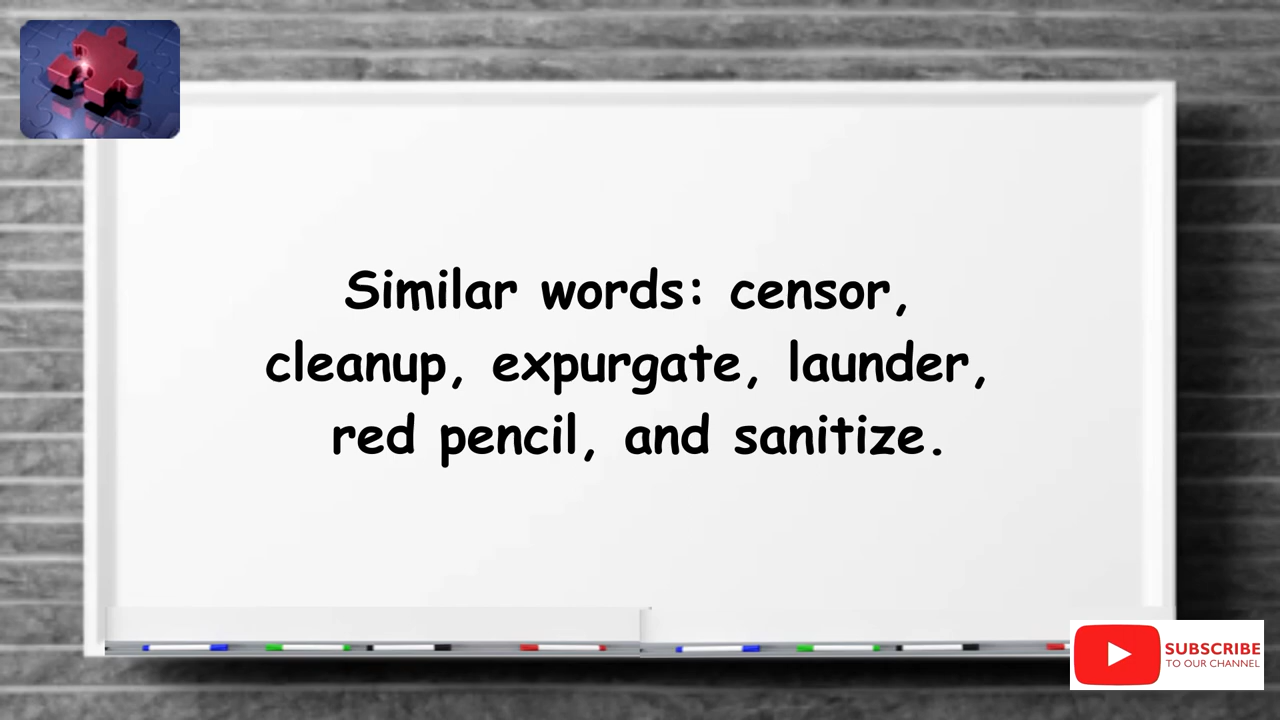 Similar words: censor,
cleanup, expurgate, launder,
red pencil, and sanitize.
SUBSCRIBE
TO OUR CHANNEL